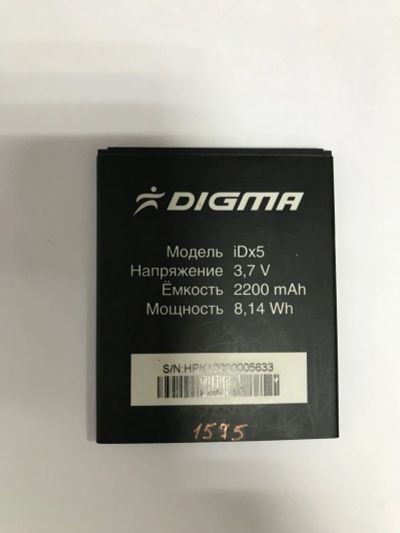 DIGMA
Модель iDx5
Напряжение 3,7 V
Ёмкость 2200 mAh
Мощность 8,14 Wh
1575